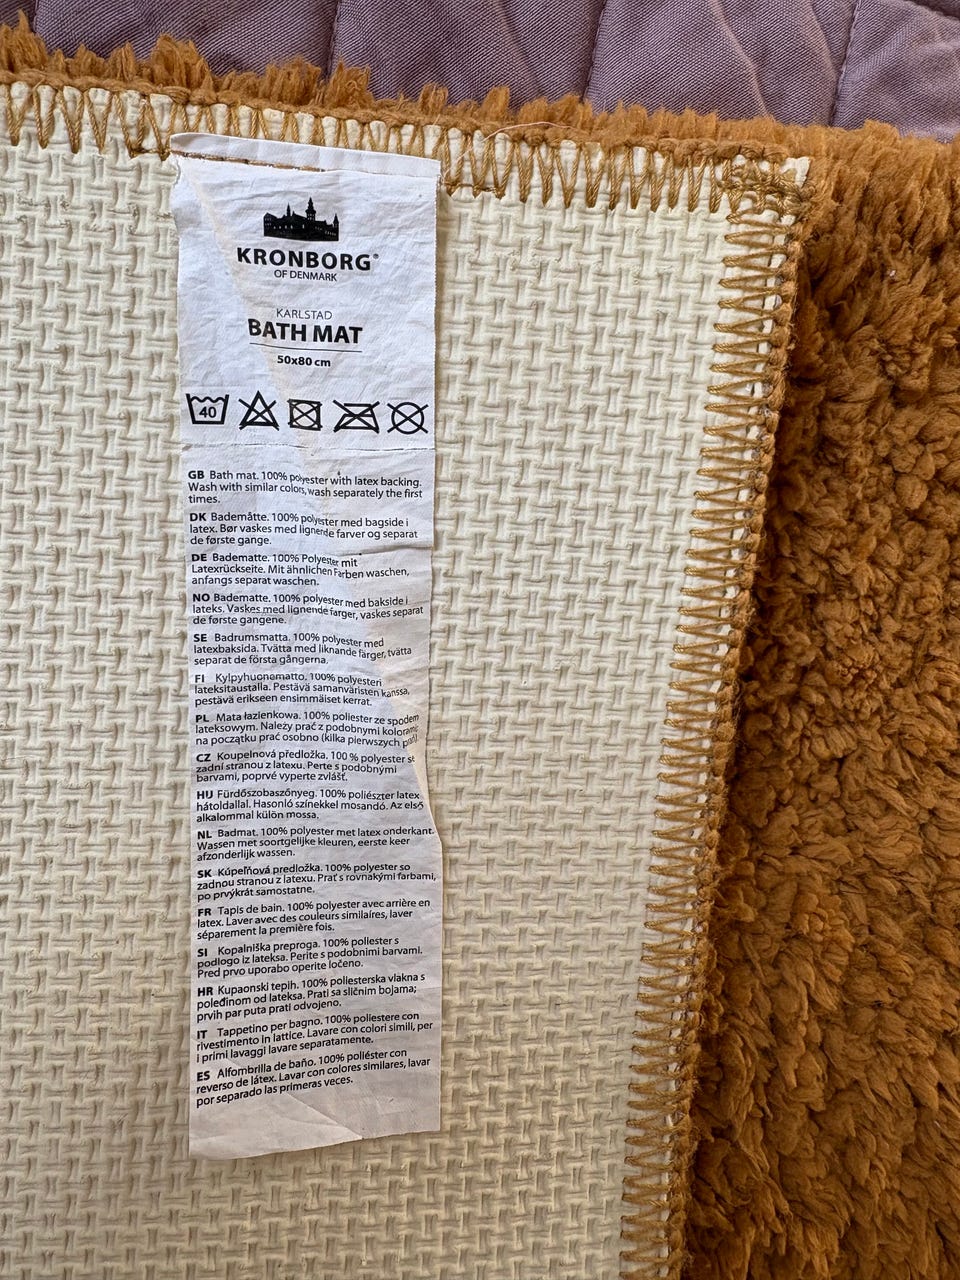 KRONBORG®
OF DENMARK
KARLSTAD
BATH MAT
50x80 cm
40
GB Bath mat. 100% polyester with latex backing.
Wash with similar colors, wash separately the first
times.
DK Bademåtte. 100% polyester med bagside i
latex. Bør vaskes med lignende farver og separat
de første gange.
DE Badematte. 100% Polyester mit
Latexrückseite. Mit ähnlichen Farben waschen,
anfangs separat waschen.
NO Badematte. 100% polyester med bakside i
lateks. Vaskes med lignende farger, vaskes separat
de første gangene.
SE Badrumsmatta. 100% polyester med
latexbaksida. Tvätta med liknande färger, tvätta
separat de första gångerna.
FI Kylpyhuonematto. 100% polyesteri
lateksitaustalla. Pestävä samanväristen kanssa,
pestävä erikseen ensimmäiset kerrat.
PL Mata łazienkowa. 100% poliester ze spodem
lateksowym. Należy prać z podobnymi kolorami,
na początku prać osobno (kilka pierwszych prań).
CZ Koupelnová předložka. 100 % polyester se
zadní stranou z latexu. Perte s podobnými
barvami, poprvé vyperte zvlášť.
HU Fürdőszobaszőnyeg. 100% poliészter latex
hátoldallal. Hasonló színekkel mosandó. Az első
alkalommal külön mossa.
NL Badmat. 100% polyester met latex onderkant.
Wassen met soortgelijke kleuren, eerste keer
afzonderlijk wassen.
SK Kúpeľňová predložka. 100% polyester so
zadnou stranou z latexu. Prať s rovnakými farbami,
po prvýkrát samostatne.
FR Tapis de bain. 100% polyester avec arrière en
latex. Laver avec des couleurs similaires, laver
séparement la première fois.
SI Kopalniška preproga. 100% poliester s
podlogo iz lateksa. Perite s podobnimi barvami.
Pred prvo uporabo operite ločeno.
HR Kupaonski tepih. 100% poliesterska vlakna s
poleđinom od lateksa. Prati sa sličnim bojama;
prvih par puta prati odvojeno.
IT Tappetino per bagno. 100% poliestere con
rivestimento in lattice. Lavare con colori simili, per
i primi lavaggi lavare separatamente.
ES Alfombrilla de baño. 100% poliéster con
reverso de látex. Lavar con colores similares, lavar
por separado las primeras veces.